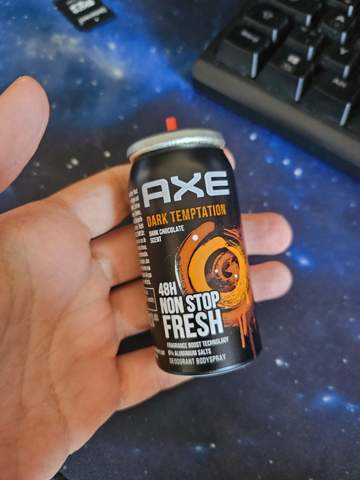 AXE
DARK TEMPTATION
DARK CHOCOLATE
SCENT
48H
NON STOP
FRESH
FRAGRANCE BOOST TECHNOLOGY
0% ALUMINIUM SALTS
DEODORANT BODYSPRAY